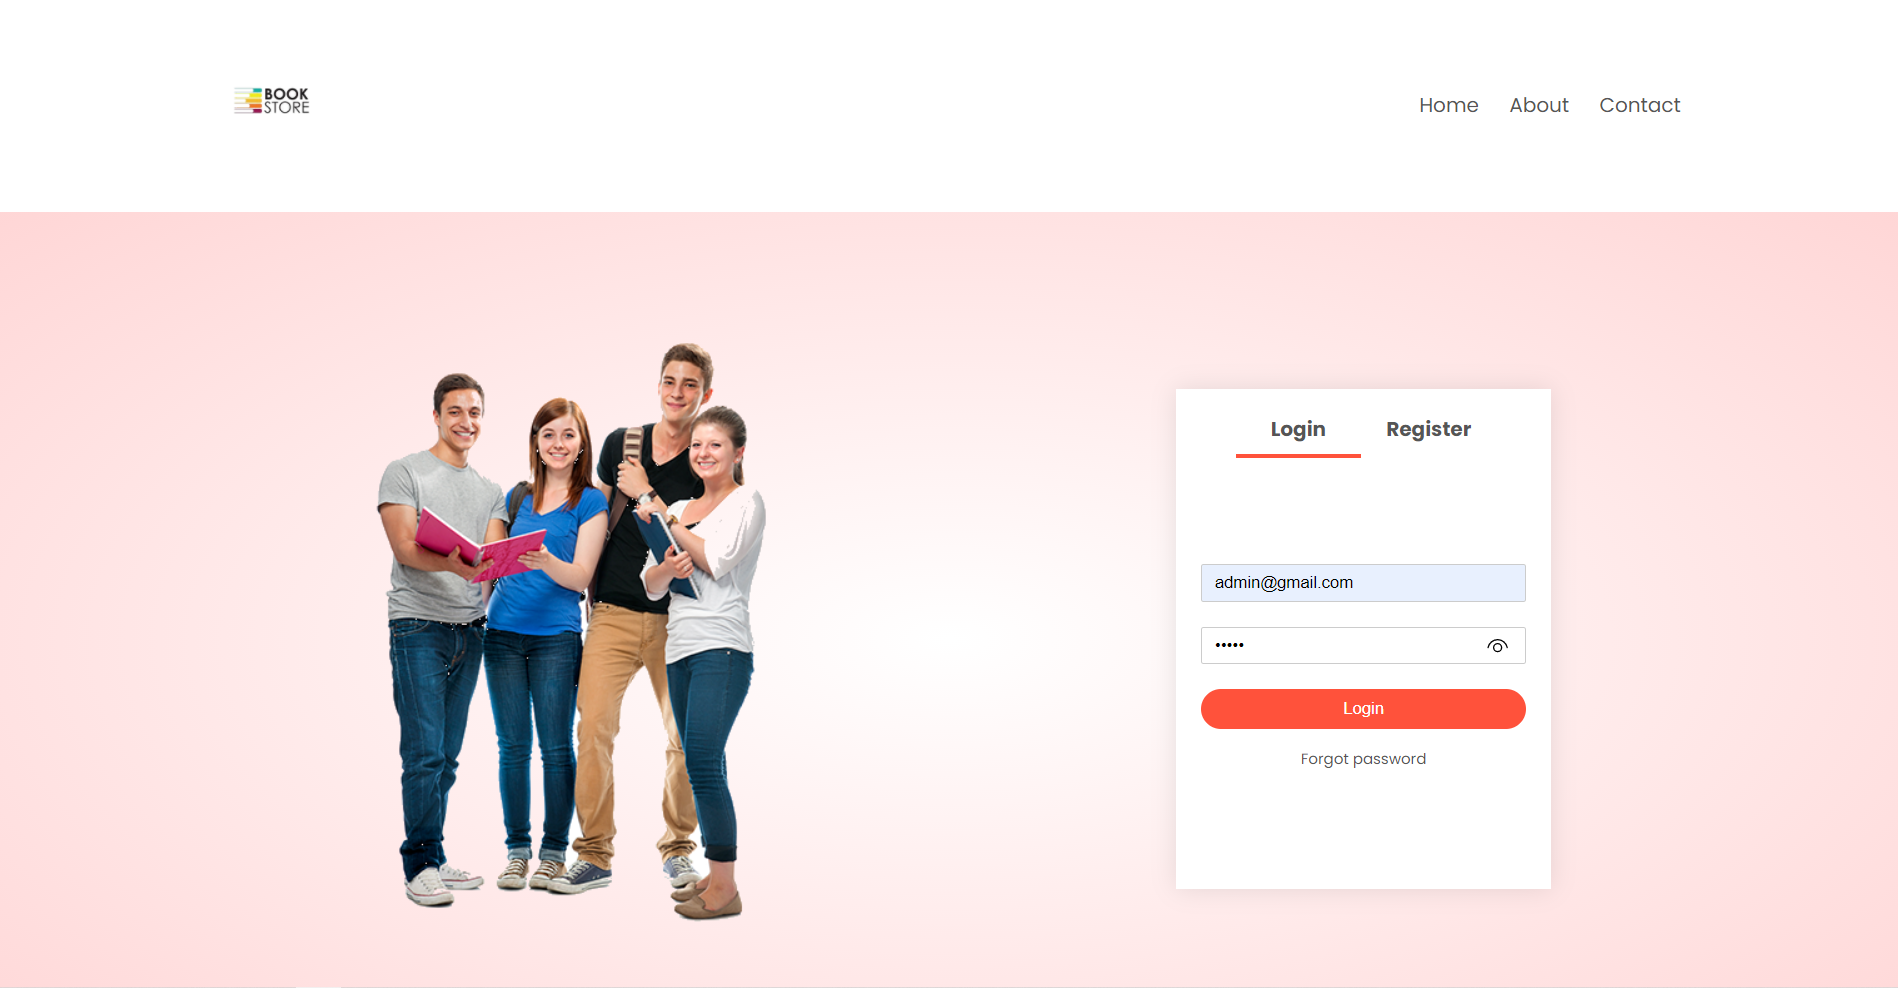 BOOK
STORE
Home About Contact
Login Register
admin@gmail.com
•••••
Login
Forgot password